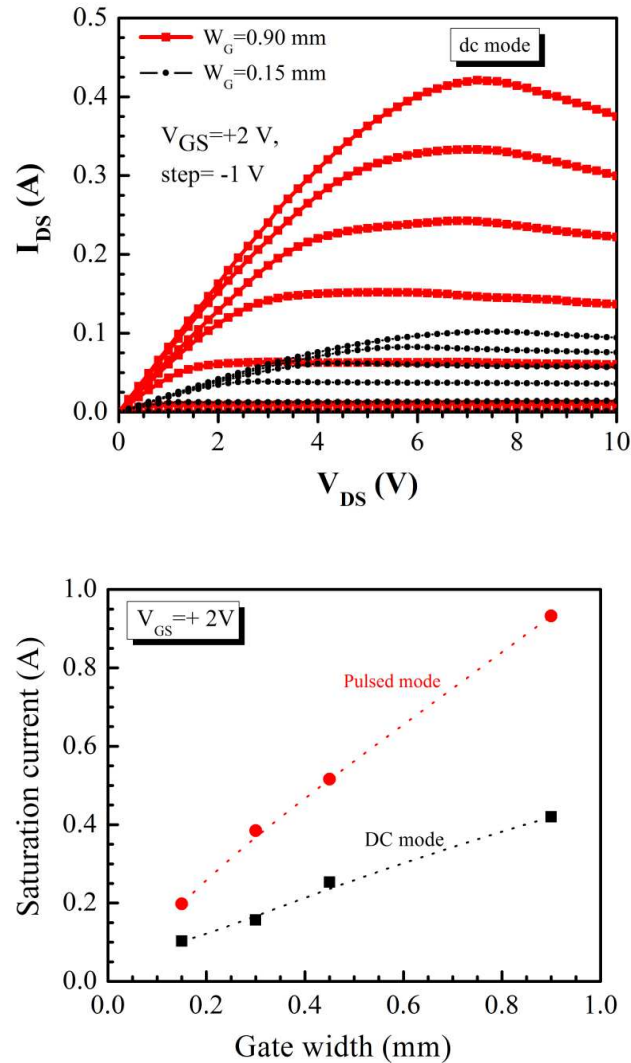 W_G=0.90 mm
W_G=0.15 mm
dc mode
V_GS=+2 V,
step= -1 V
I_DS (A)
0.5
0.4
0.3
0.2
0.1
0.0
0 2 4 6 8 10
V_DS (V)
V_GS=+ 2V
Pulsed mode
DC mode
Saturation current (A)
1.0
0.8
0.6
0.4
0.2
0.0
0.0 0.2 0.4 0.6 0.8 1.0
Gate width (mm)